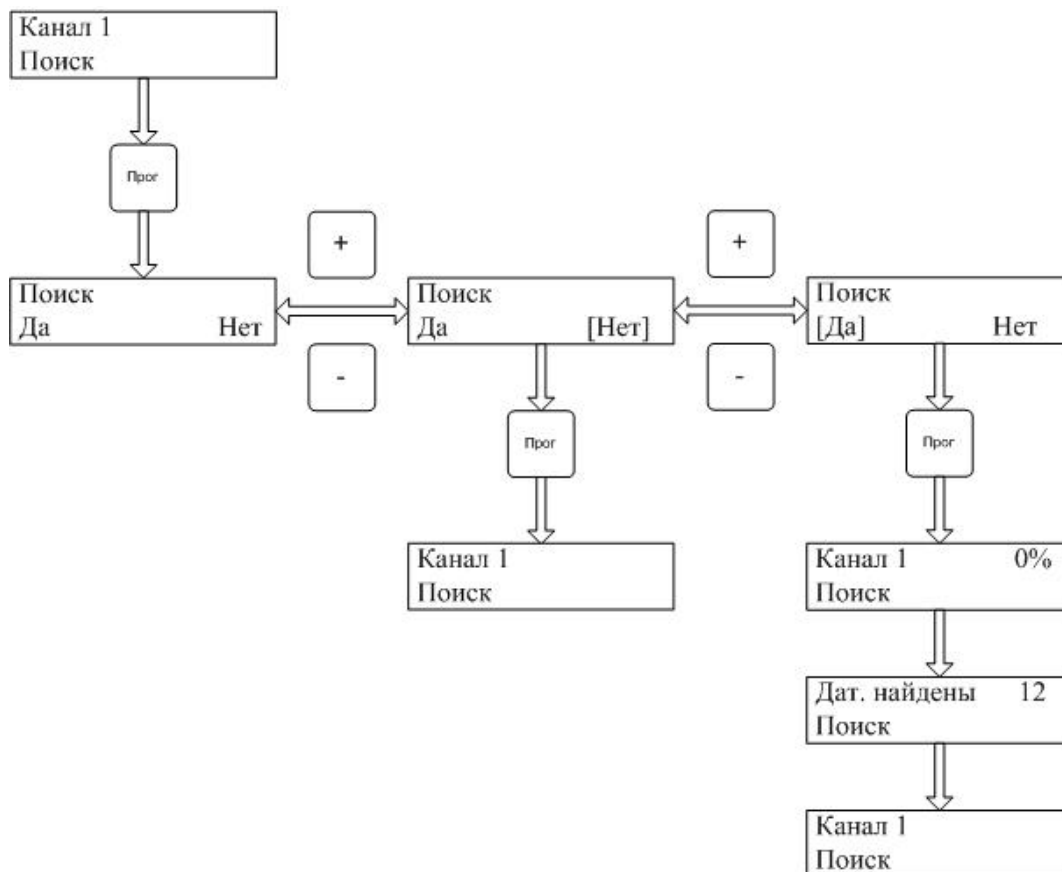 Канал 1
Поиск
Прог
+
+
Поиск
Да Нет
Поиск
Да [Нет]
Поиск
[Да] Нет
-
-
Прог
Прог
Канал 1
Поиск
Канал 1 0%
Поиск
Дат. найдены 12
Поиск
Канал 1
Поиск